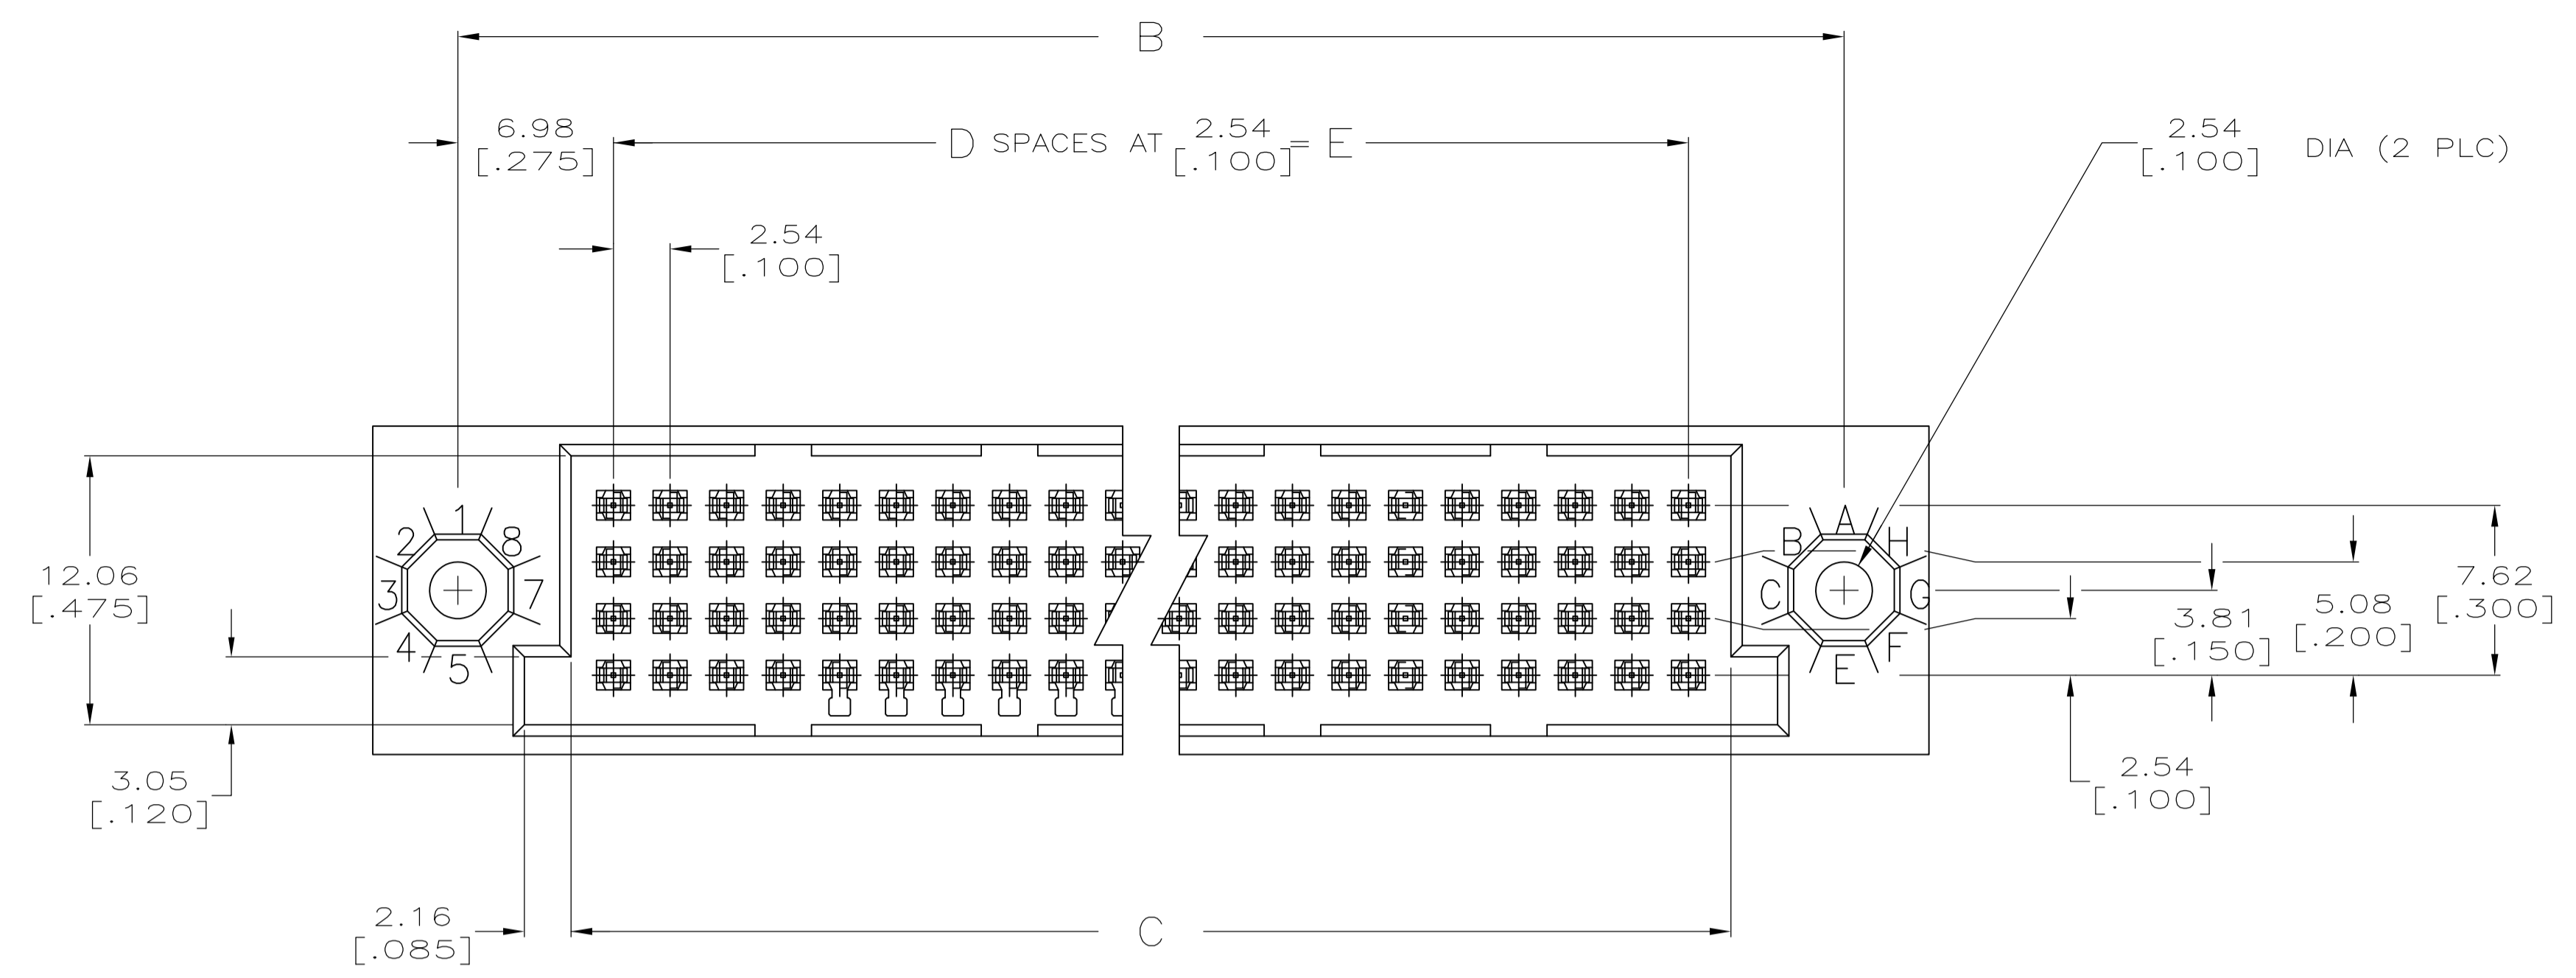 B
6.98
[.275]
D SPACES AT 2.54 = E
[.100]
2.54
[.100]
DIA (2 PLC)
2.54
[.100]
1
2
8
3
7
4
5
A
B
H
C
G
F
E
12.06
[.475]
7.62
[.300]
5.08
[.200]
3.81
[.150]
3.05
[.120]
2.54
[.100]
2.16
[.085]
C